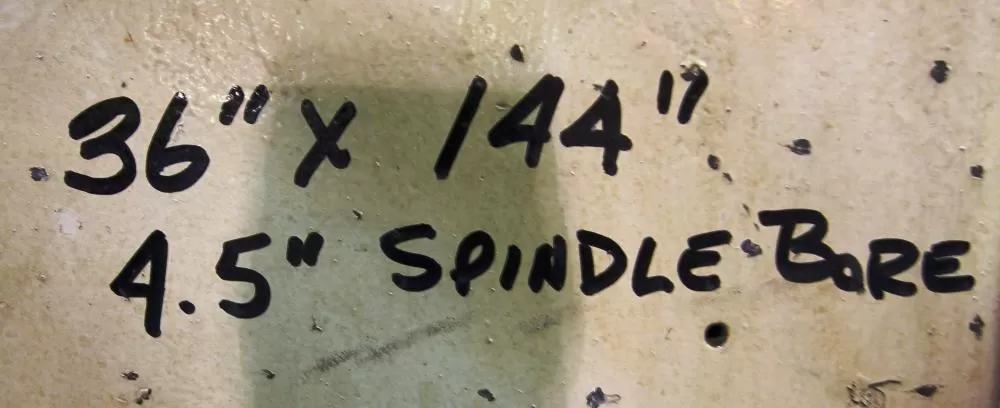 36" X 144"
4.5" SPINDLE BORE